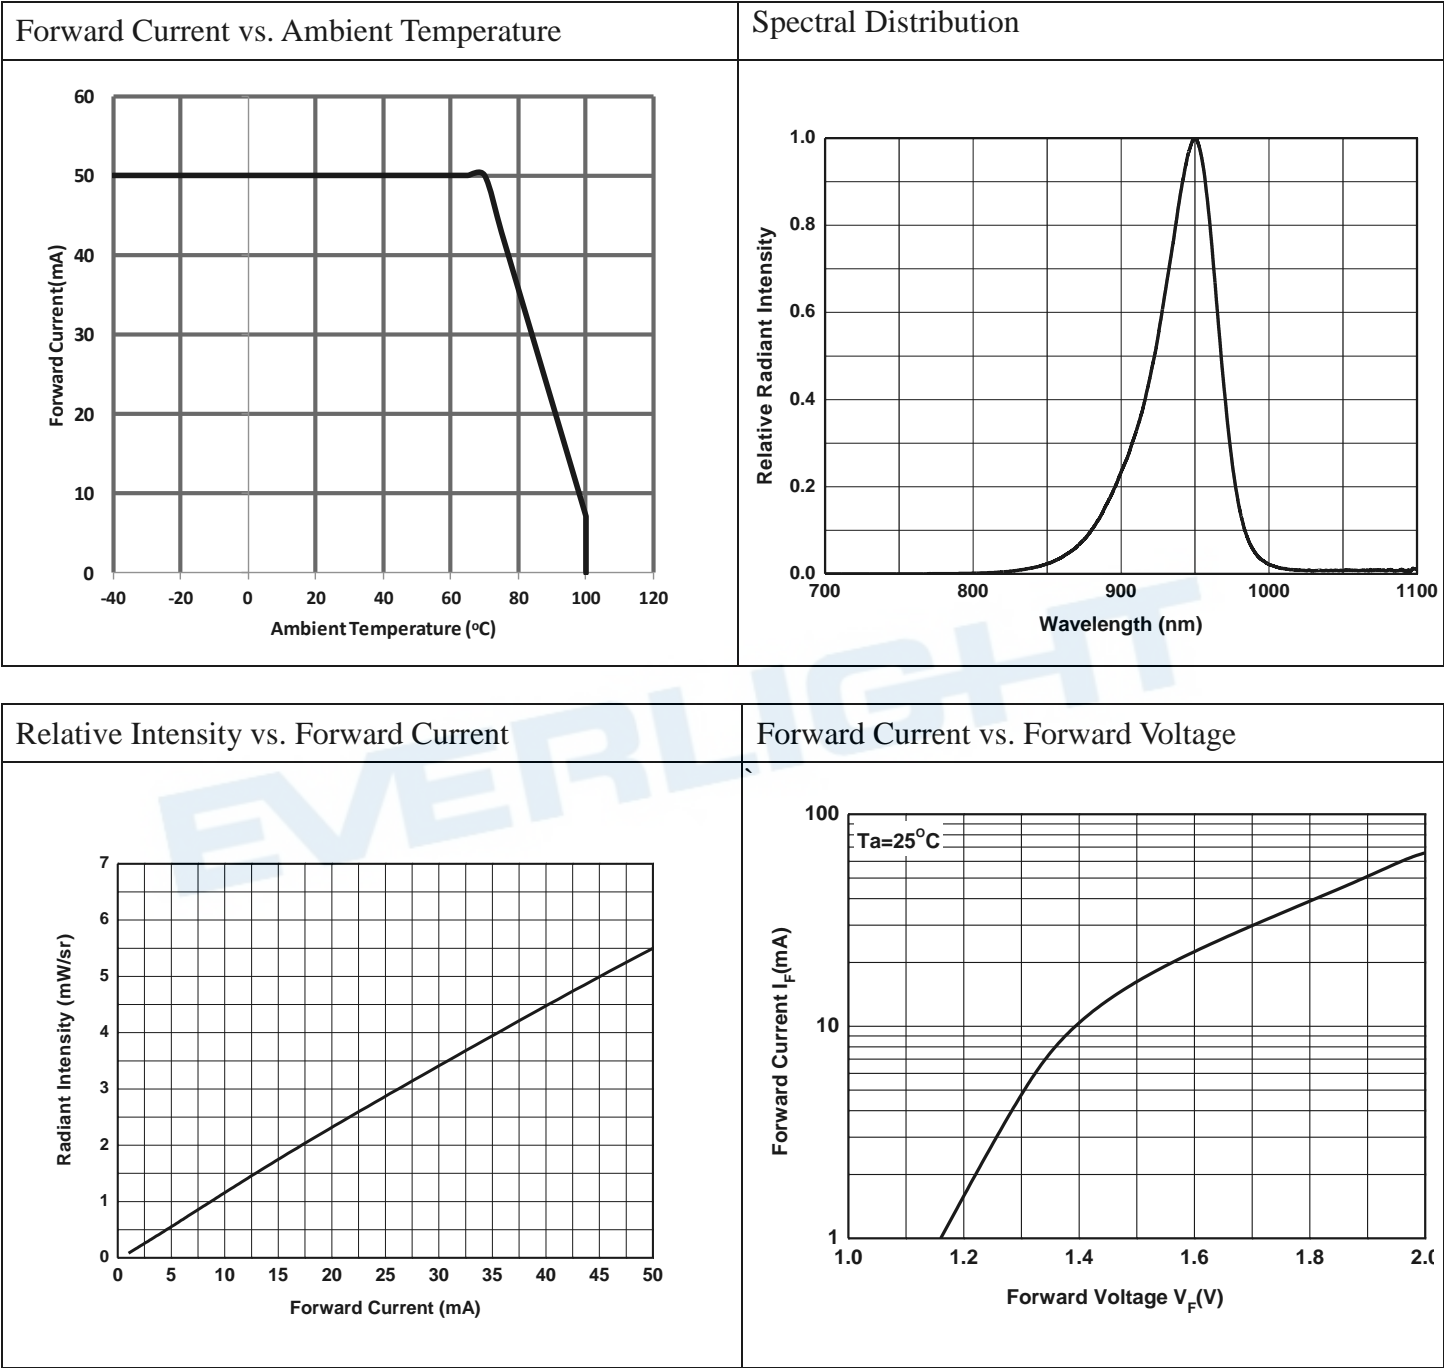 Forward Current vs. Ambient Temperature
Spectral Distribution
60
50
40
30
20
10
0
-40 -20 0 20 40 60 80 100 120
Forward Current(mA)
Ambient Temperature (ºC)
1.0
0.8
0.6
0.4
0.2
0.0
700 800 900 1000 1100
Relative Radiant Intensity
Wavelength (nm)
EVERLIGHT
Relative Intensity vs. Forward Current
Forward Current vs. Forward Voltage
7
6
5
4
3
2
1
0
0 5 10 15 20 25 30 35 40 45 50
Radiant Intensity (mW/sr)
Forward Current (mA)
`
100
10
1
Ta=25°C
1.0 1.2 1.4 1.6 1.8 2.0
Forward Current IF(mA)
Forward Voltage VF(V)